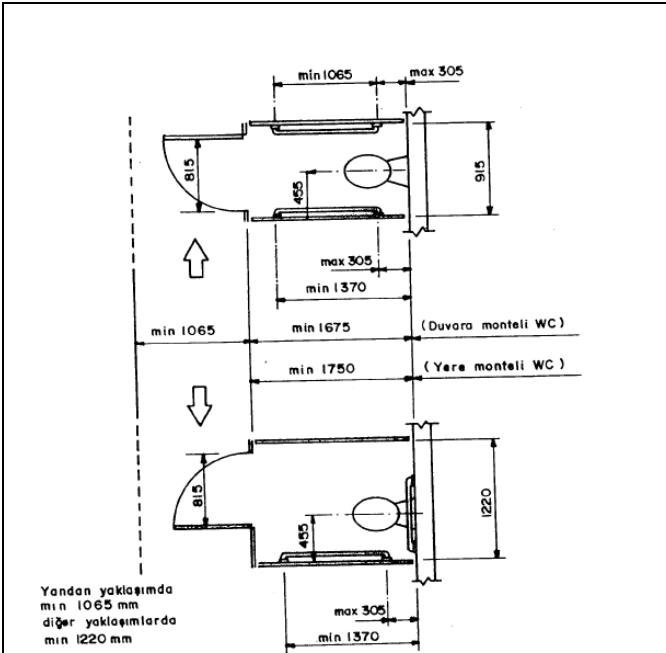 min 1065
max 305
815
455
915
max 305
min 1370
min 1065
min 1675
(Duvara monteli WC)
min 1750
(Yere monteli WC)
815
455
1220
Yandan yaklaşımda
min 1065 mm
diğer yaklaşımlarda
min 1220 mm
max 305
min 1370